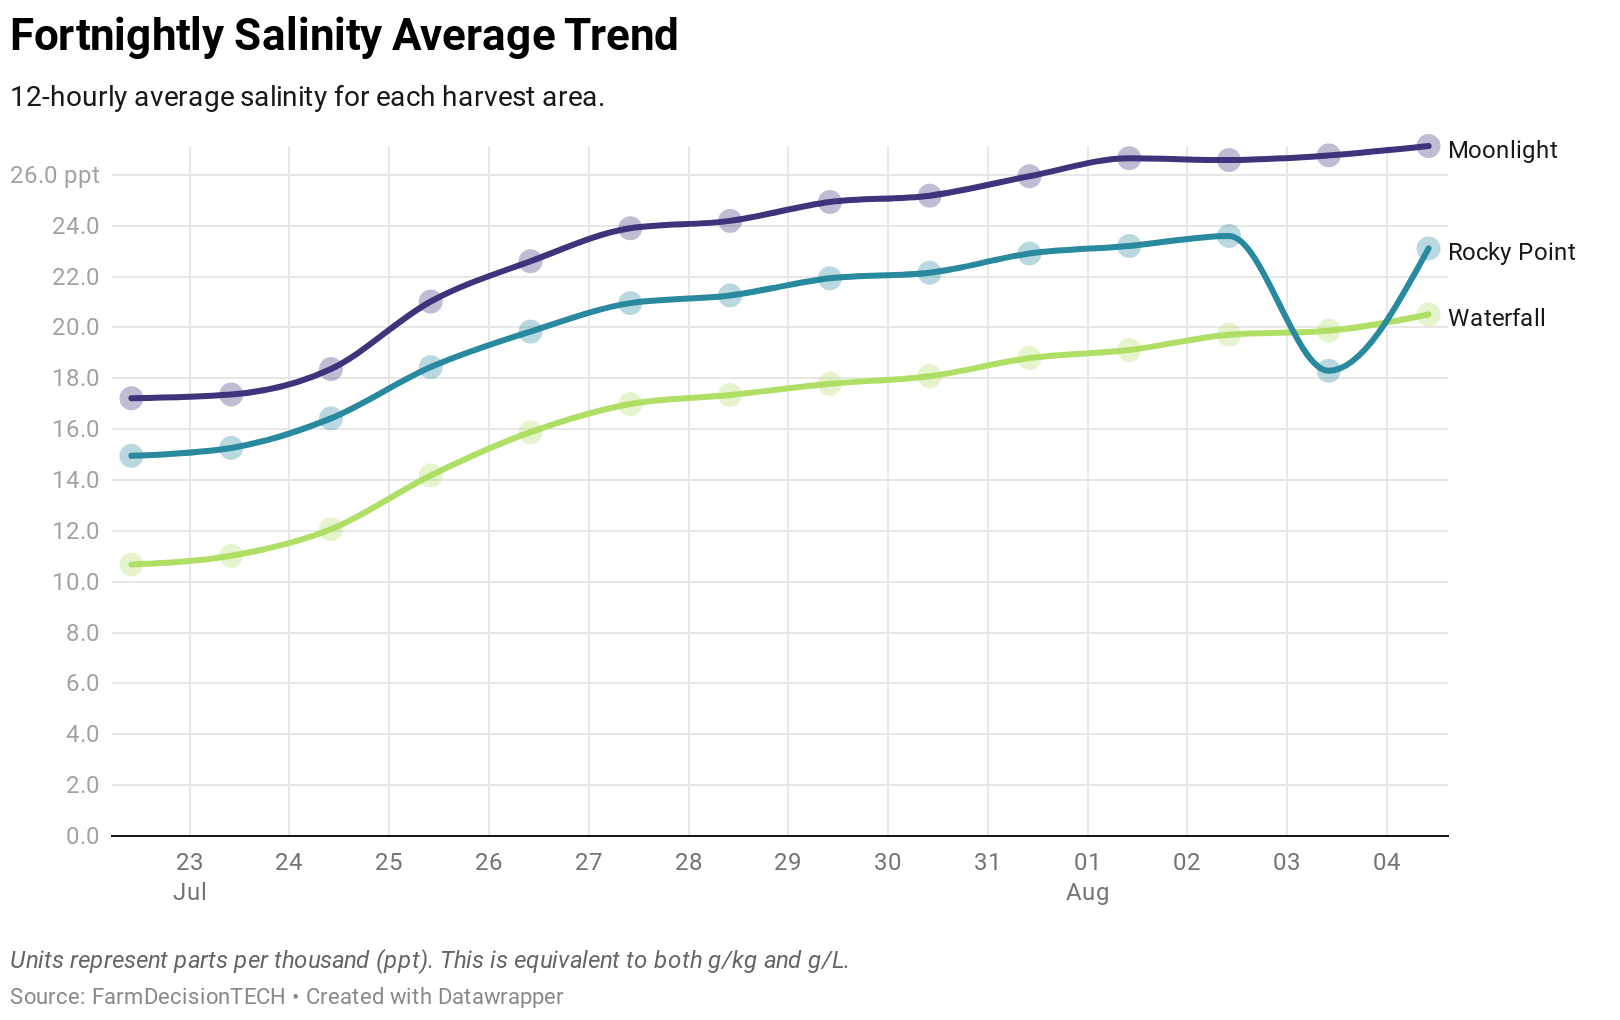 Fortnightly Salinity Average Trend
12-hourly average salinity for each harvest area.
26.0 ppt
24.0
22.0
20.0
18.0
16.0
14.0
12.0
10.0
8.0
6.0
4.0
2.0
0.0
Moonlight
Rocky Point
Waterfall
23 24 25 26 27 28 29 30 31 01 02 03 04
Jul Aug
Units represent parts per thousand (ppt). This is equivalent to both g/kg and g/L.
Source: FarmDecisionTECH • Created with Datawrapper